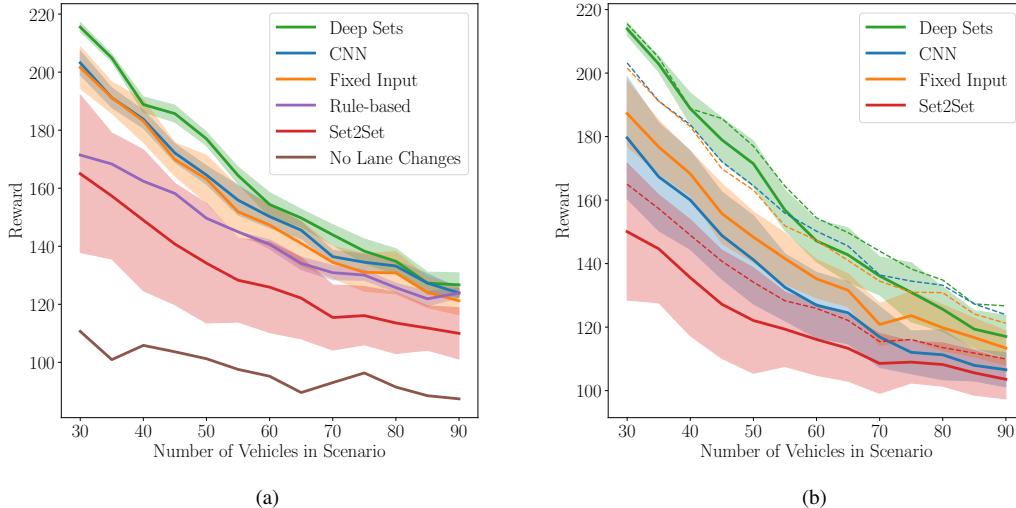 220
200
180
160
140
120
100
30 40 50 60 70 80 90
Reward
Number of Vehicles in Scenario
Deep Sets
CNN
Fixed Input
Rule-based
Set2Set
No Lane Changes
(a)
220
200
180
160
140
120
100
30 40 50 60 70 80 90
Reward
Number of Vehicles in Scenario
Deep Sets
CNN
Fixed Input
Set2Set
(b)